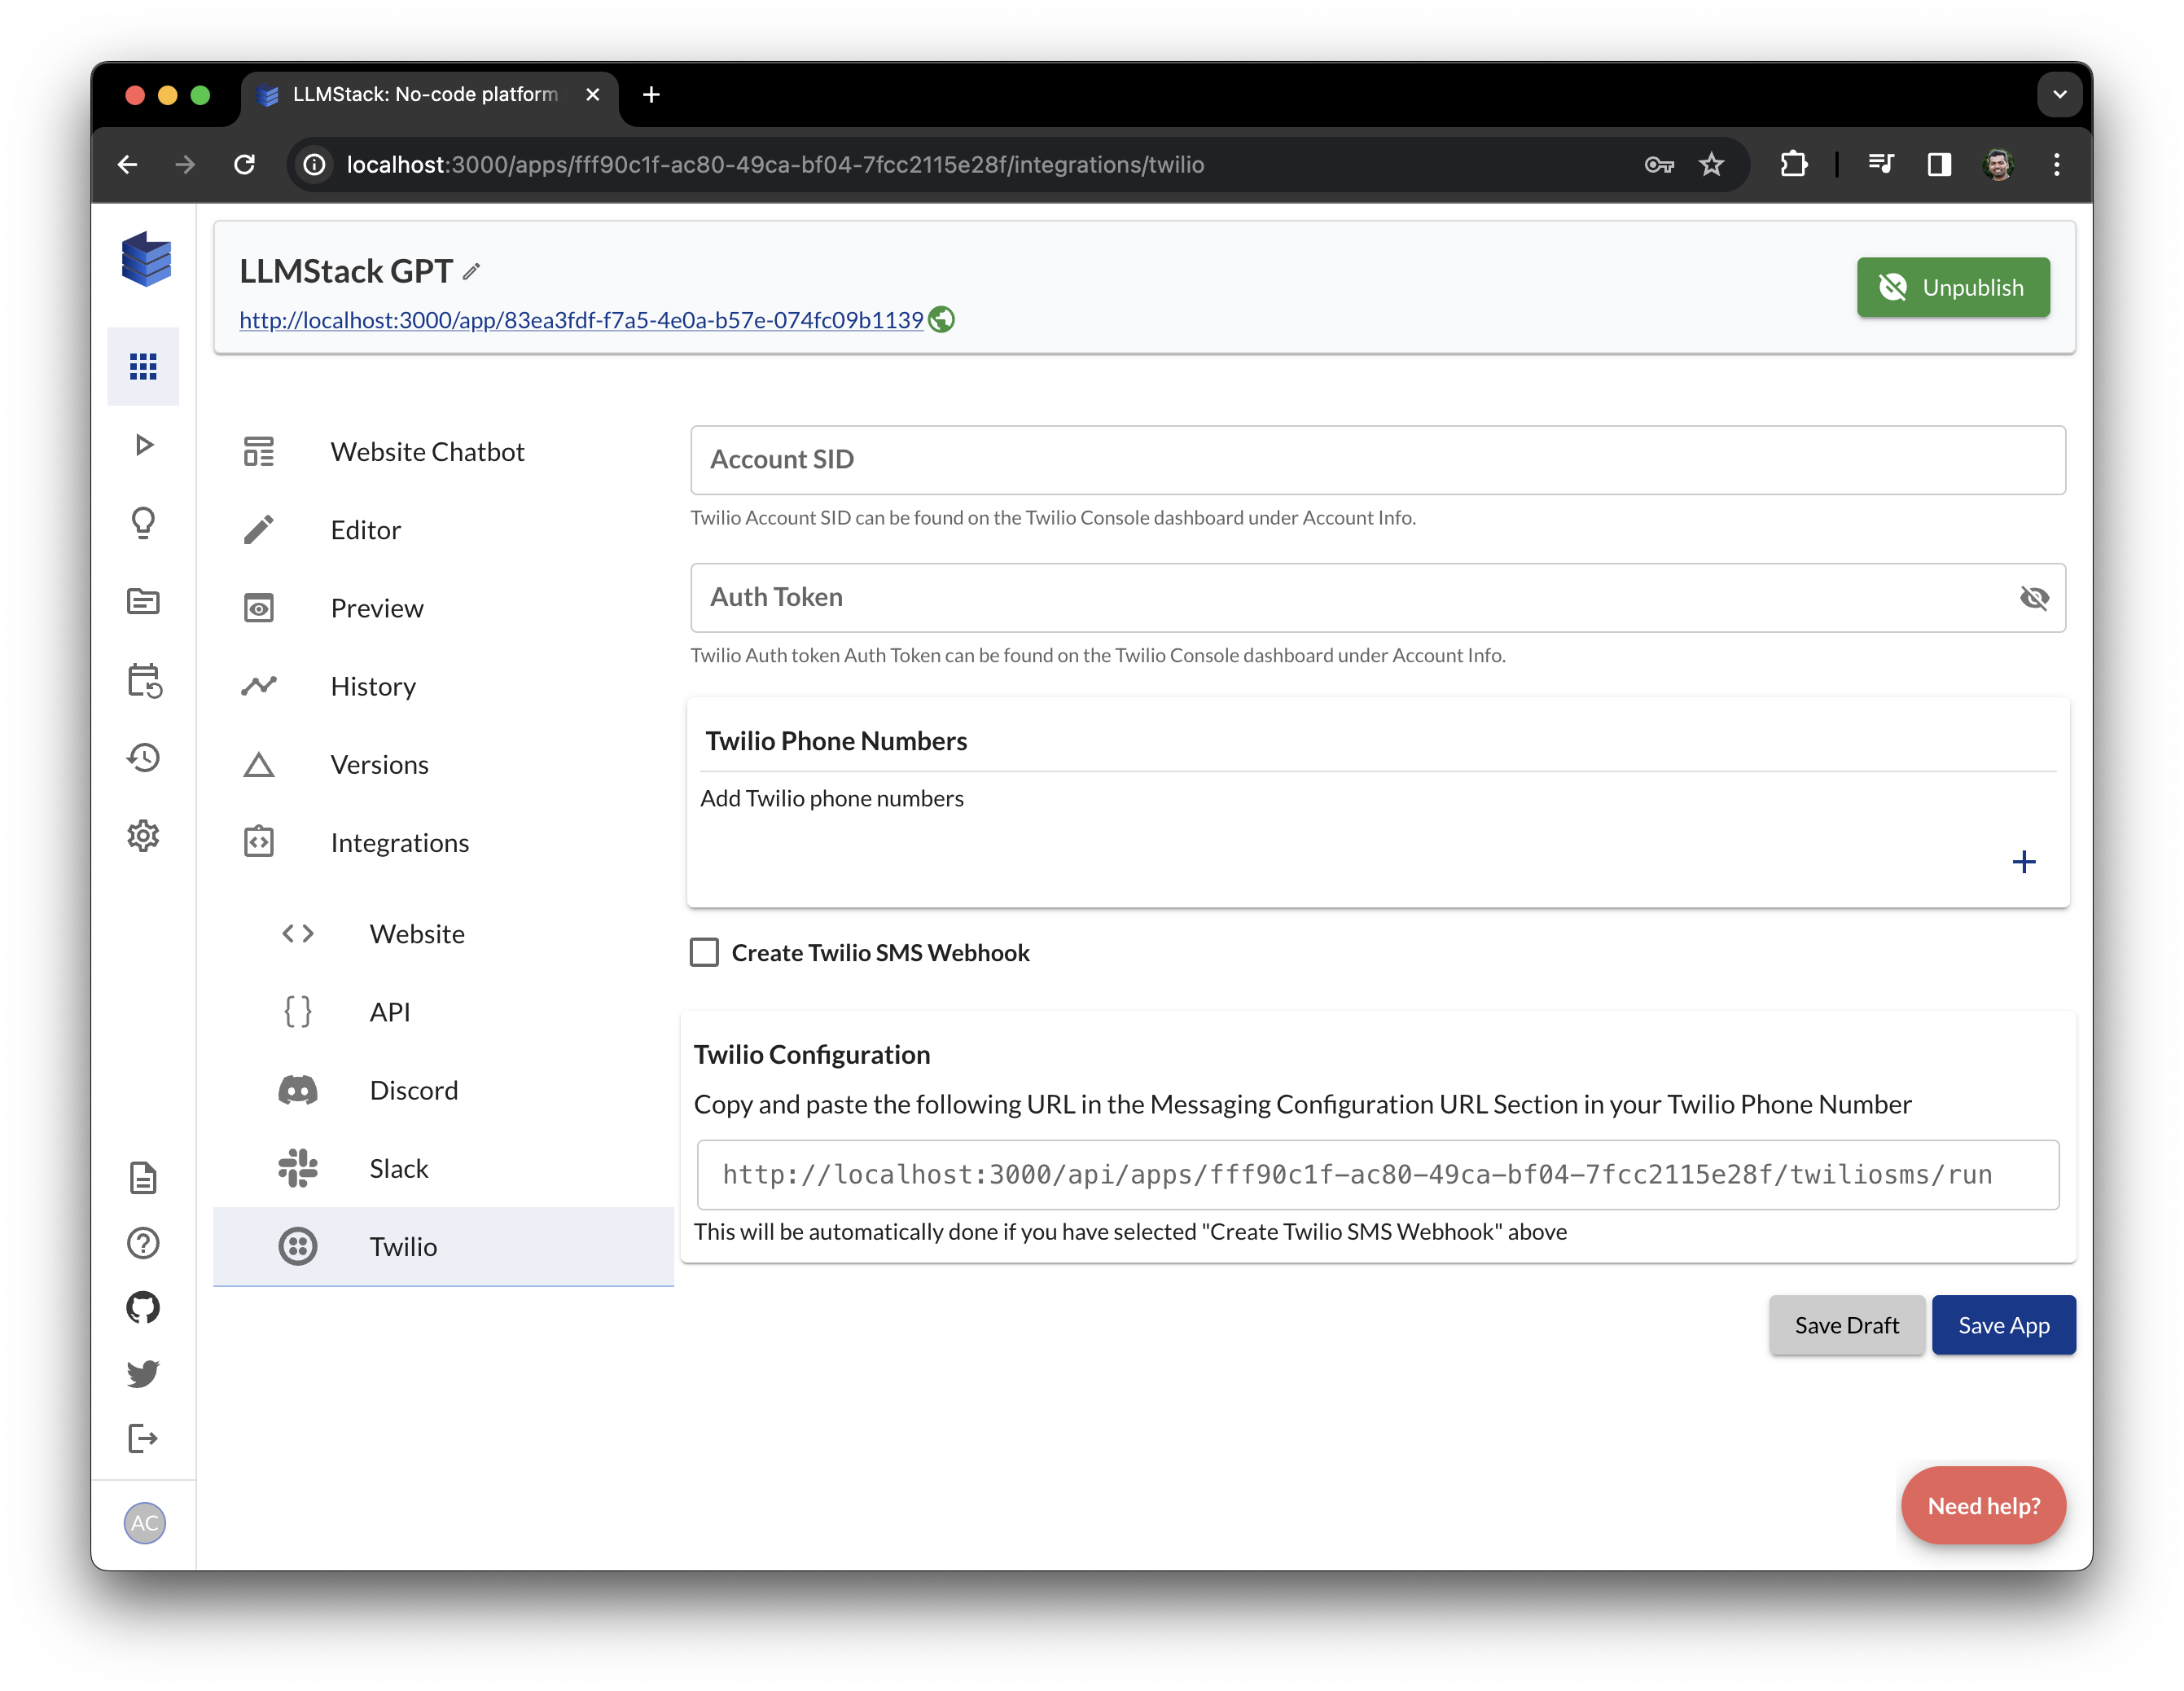 LLMStack: No-code platform
localhost:3000/apps/fff90c1f-ac80-49ca-bf04-7fcc2115e28f/integrations/twilio
LLMStack GPT
http://localhost:3000/app/83ea3fdf-f7a5-4e0a-b57e-074fc09b1139
Unpublish
Website Chatbot
Editor
Preview
History
Versions
Integrations
Website
API
Discord
Slack
Twilio
Account SID
Twilio Account SID can be found on the Twilio Console dashboard under Account Info.
Auth Token
Twilio Auth token Auth Token can be found on the Twilio Console dashboard under Account Info.
Twilio Phone Numbers
Add Twilio phone numbers
Create Twilio SMS Webhook
Twilio Configuration
Copy and paste the following URL in the Messaging Configuration URL Section in your Twilio Phone Number
http://localhost:3000/api/apps/fff90c1f-ac80-49ca-bf04-7fcc2115e28f/twiliosms/run
This will be automatically done if you have selected "Create Twilio SMS Webhook" above
Save Draft
Save App
AC
Need help?